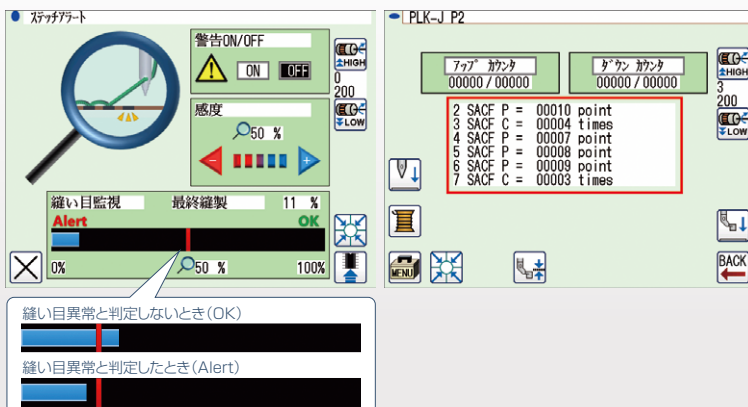 ステッチアラート
警告ON/OFF
ON OFF
感度
50 %
縫い目監視 最終縫製 11 %
Alert OK
0% 50 % 100%
HIGH
0
200
LOW
縫い目異常と判定しないとき(OK)
縫い目異常と判定したとき(Alert)
PLK-J P2
アップ カウンタ
00000 / 00000
ダウン カウンタ
00000 / 00000
2 SACF P = 00010 point
3 SACF C = 00004 times
4 SACF P = 00007 point
5 SACF P = 00008 point
6 SACF P = 00009 point
7 SACF C = 00003 times
HIGH
3
200
LOW
MENU
BACK